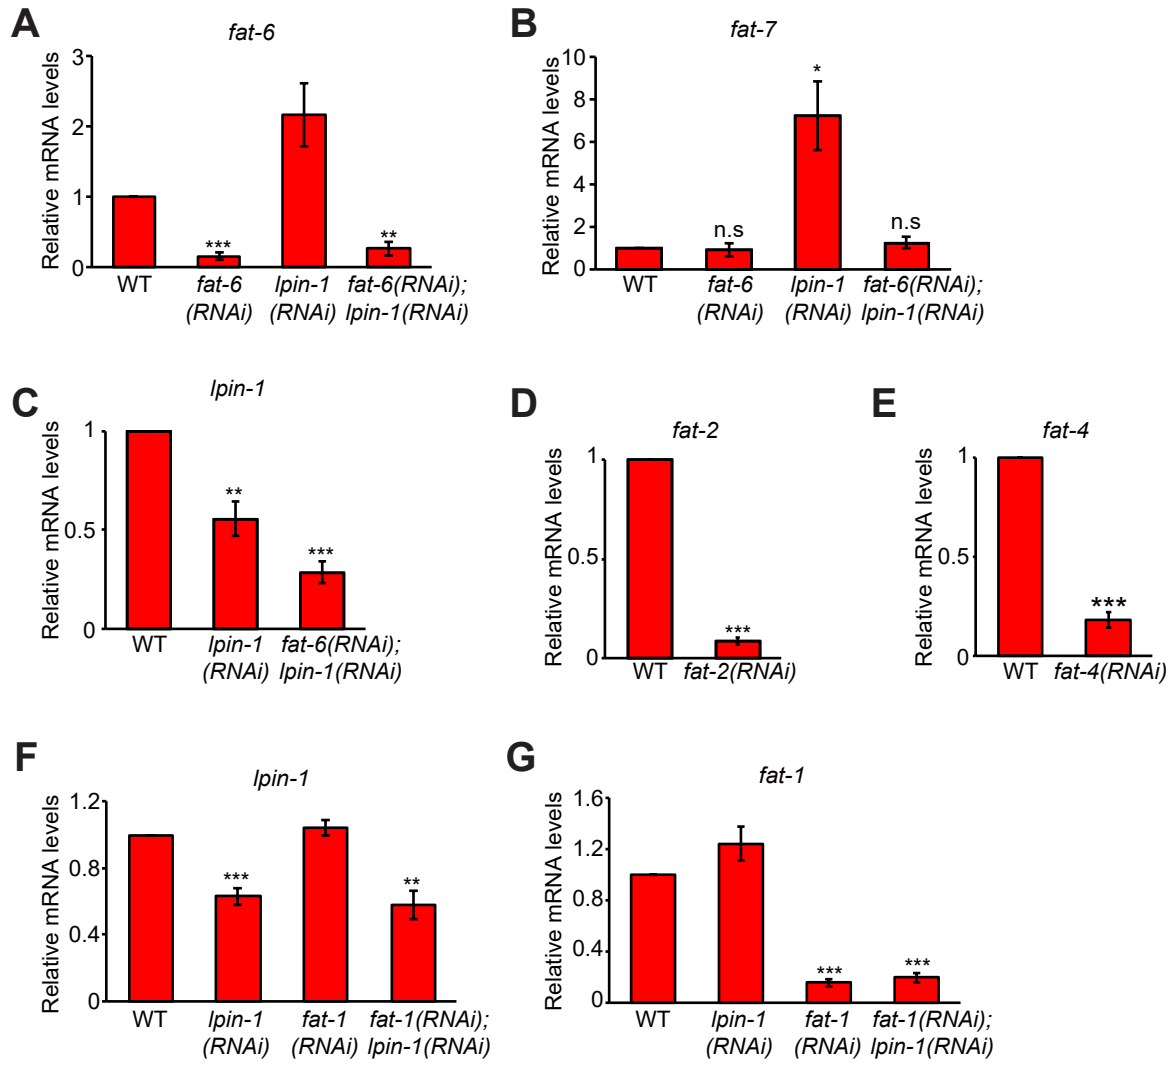 A
fat-6
Relative mRNA levels
3
2
1
0
***
**
WT
fat-6
(RNAi)
lpin-1
(RNAi)
fat-6(RNAi);
lpin-1(RNAi)
B
fat-7
Relative mRNA levels
10
8
6
4
2
0
n.s
*
n.s
WT
fat-6
(RNAi)
lpin-1
(RNAi)
fat-6(RNAi);
lpin-1(RNAi)
C
lpin-1
Relative mRNA levels
1
0.5
0
**
***
WT
lpin-1
(RNAi)
fat-6(RNAi);
lpin-1(RNAi)
D
fat-2
Relative mRNA levels
1
0.5
0
***
WT
fat-2(RNAi)
E
fat-4
Relative mRNA levels
1
0.5
0
***
WT
fat-4(RNAi)
F
lpin-1
Relative mRNA levels
1.2
0.8
0.4
0
***
**
WT
lpin-1
(RNAi)
fat-1
(RNAi)
fat-1(RNAi);
lpin-1(RNAi)
G
fat-1
Relative mRNA levels
1.6
1.2
0.8
0.4
0
***
***
WT
lpin-1
(RNAi)
fat-1
(RNAi)
fat-1(RNAi);
lpin-1(RNAi)